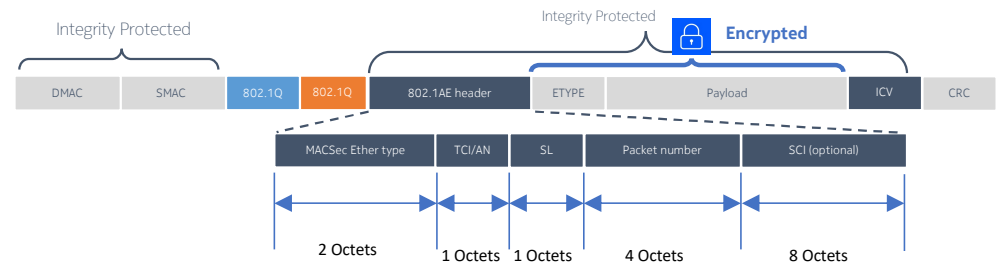 Integrity Protected
Integrity Protected
Encrypted
DMAC SMAC 802.1Q 802.1Q 802.1AE header ETYPE Payload ICV CRC
MACSec Ether type TCI/AN SL Packet number SCI (optional)
2 Octets 1 Octets 1 Octets 4 Octets 8 Octets